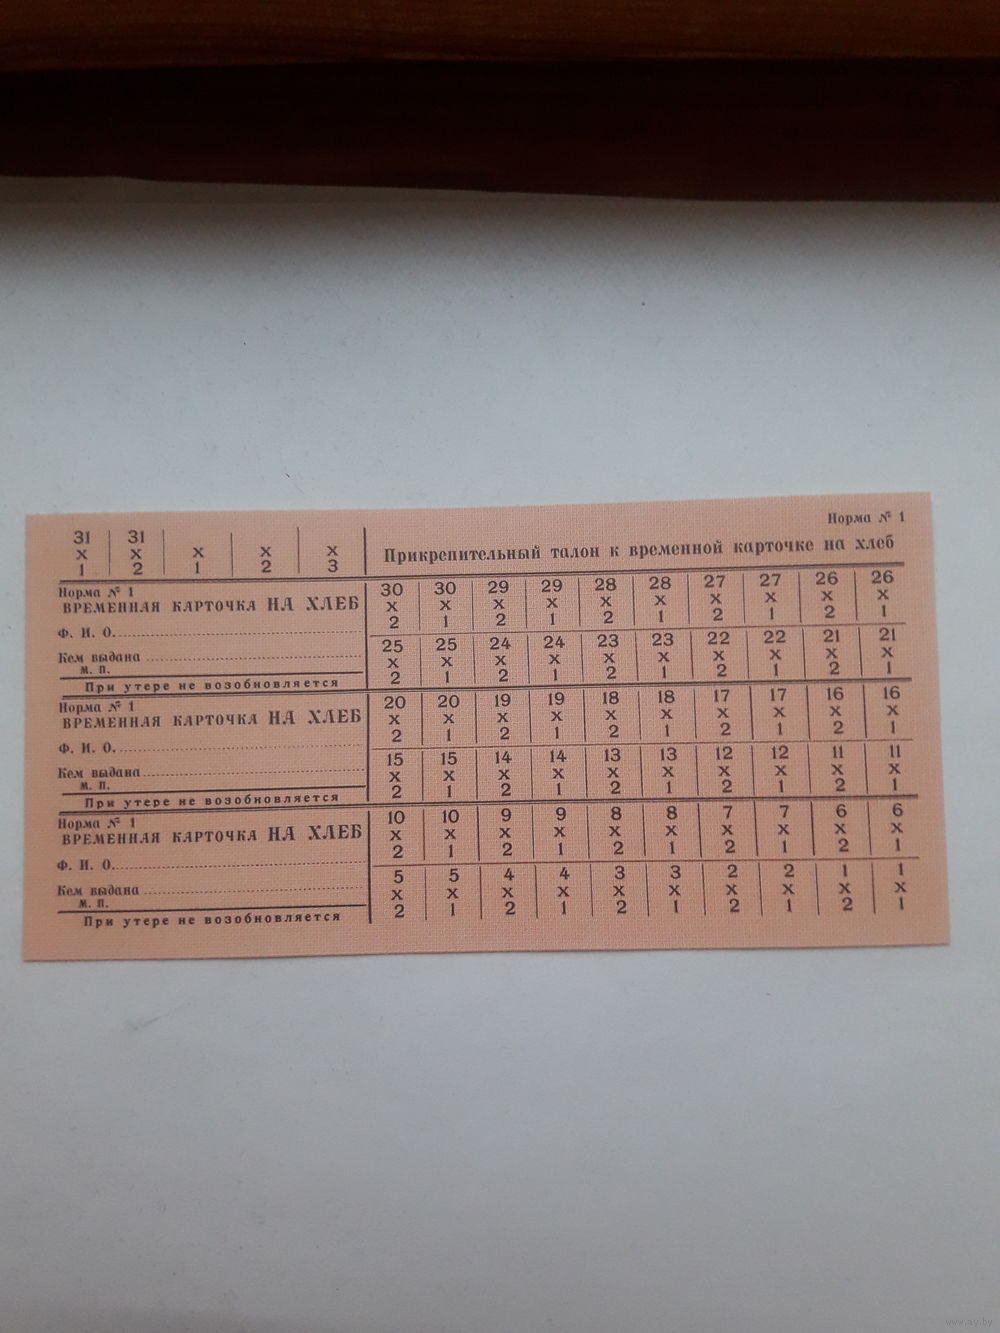 Норма № 1
31 31
х х х х х
1 2 1 2 3
Прикрепительный талон к временной карточке на хлеб
Норма № 1
ВРЕМЕННАЯ КАРТОЧКА НА ХЛЕБ
Ф. И. О.
Кем выдана
М. П.
При утере не возобновляется
30 30 29 29 28 28 27 27 26 26
х х х х х х х х х х
2 1 2 1 2 1 2 1 2 1
25 25 24 24 23 23 22 22 21 21
х х х х х х х х х х
2 1 2 1 2 1 2 1 2 1
Норма № 1
ВРЕМЕННАЯ КАРТОЧКА НА ХЛЕБ
Ф. И. О.
Кем выдана
М. П.
При утере не возобновляется
20 20 19 19 18 18 17 17 16 16
х х х х х х х х х х
2 1 2 1 2 1 2 1 2 1
15 15 14 14 13 13 12 12 11 11
х х х х х х х х х х
2 1 2 1 2 1 2 1 2 1
Норма № 1
ВРЕМЕННАЯ КАРТОЧКА НА ХЛЕБ
Ф. И. О.
Кем выдана
М. П.
При утере не возобновляется
10 10 9 9 8 8 7 7 6 6
х х х х х х х х х х
2 1 2 1 2 1 2 1 2 1
5 5 4 4 3 3 2 2 1 1
х х х х х х х х х х
2 1 2 1 2 1 2 1 2 1
www.ay.by